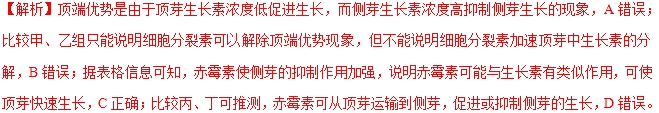 【解析】顶端优势是由于顶芽生长素浓度低促进生长，而侧芽生长素浓度高抑制侧芽生长的现象，A 错误；
比较甲、乙组只能说明细胞分裂素可以解除顶端优势现象，但不能说明细胞分裂素加速顶芽中生长素的分
解，B 错误；据表格信息可知，赤霉素使侧芽的抑制作用加强，说明赤霉素可能与生长素有类似作用，可使
顶芽快速生长，C 正确；比较丙、丁可推测，赤霉素可从顶芽运输到侧芽，促进或抑制侧芽的生长，D 错误。